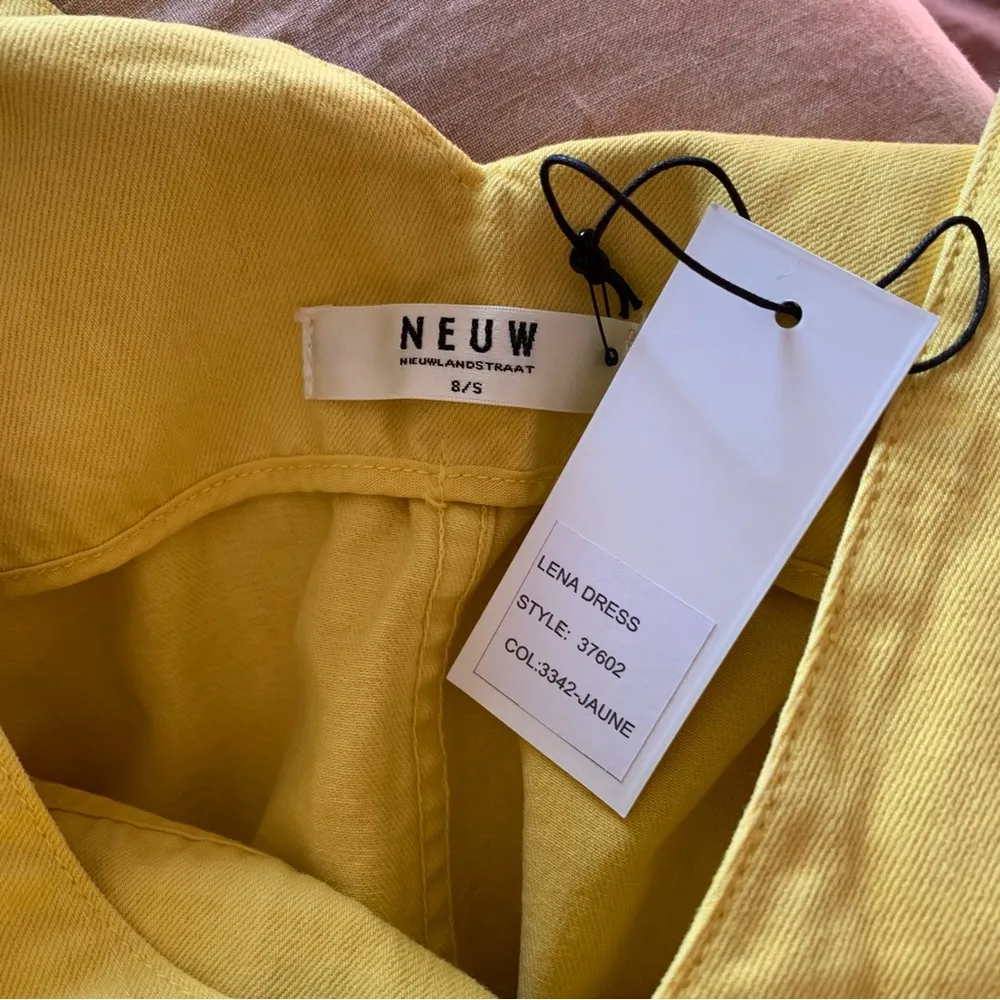 NEUW
NIEUWLANDSTRAAT
8/S
LENA DRESS
STYLE: 37602
COL:3342-JAUNE